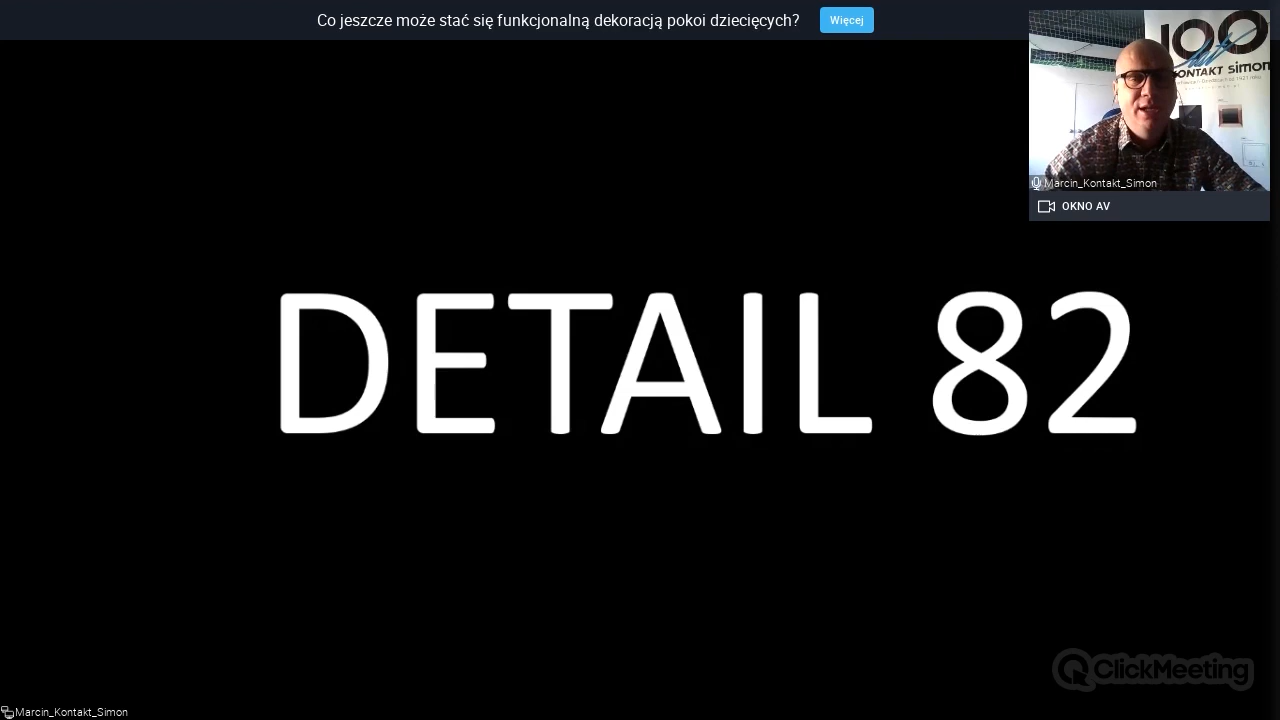 Co jeszcze może stać się funkcjonalną dekoracją pokoi dziecięcych?
Więcej
100
KONTAKT Simon
Marcin_Kontakt_Simon
OKNO AV
DETAIL 82
ClickMeeting
Marcin_Kontakt_Simon